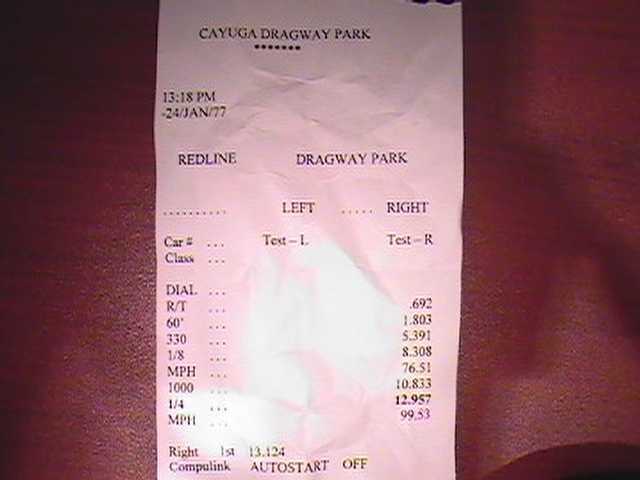 CAYUGA DRAGWAY PARK
*******
13:18 PM
-24/JAN/77
REDLINE DRAGWAY PARK
.......... LEFT ..... RIGHT
Car # ... Test – L Test – R
Class ...
DIAL ...
R/T ... .692
60' ... 1.803
330 ... 5.391
1/8 ... 8.308
MPH ... 76.51
1000 ... 10.833
1/4 ... 12.957
MPH ... 99.53
Right 1st 13.124
Compulink AUTOSTART OFF